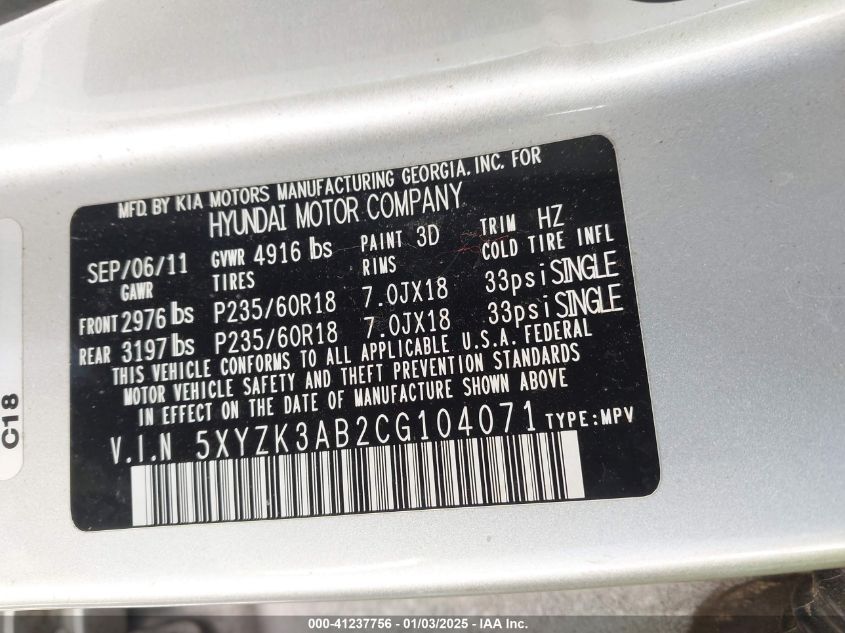 MFD. BY KIA MOTORS MANUFACTURING GEORGIA, INC. FOR
HYUNDAI MOTOR COMPANY
SEP/06/11 GVWR 4916 lbs PAINT 3D TRIM HZ
GAWR TIRES RIMS COLD TIRE INFL
FRONT 2976 lbs P235/60R18 7.0JX18 33psi SINGLE
REAR 3197 lbs P235/60R18 7.0JX18 33psi SINGLE
THIS VEHICLE CONFORMS TO ALL APPLICABLE U.S.A. FEDERAL
MOTOR VEHICLE SAFETY AND THEFT PREVENTION STANDARDS
IN EFFECT ON THE DATE OF MANUFACTURE SHOWN ABOVE
V.I.N 5XYZK3AB2CG104071 TYPE:MPV
C18
000-41237756 - 01/03/2025 - IAA Inc.